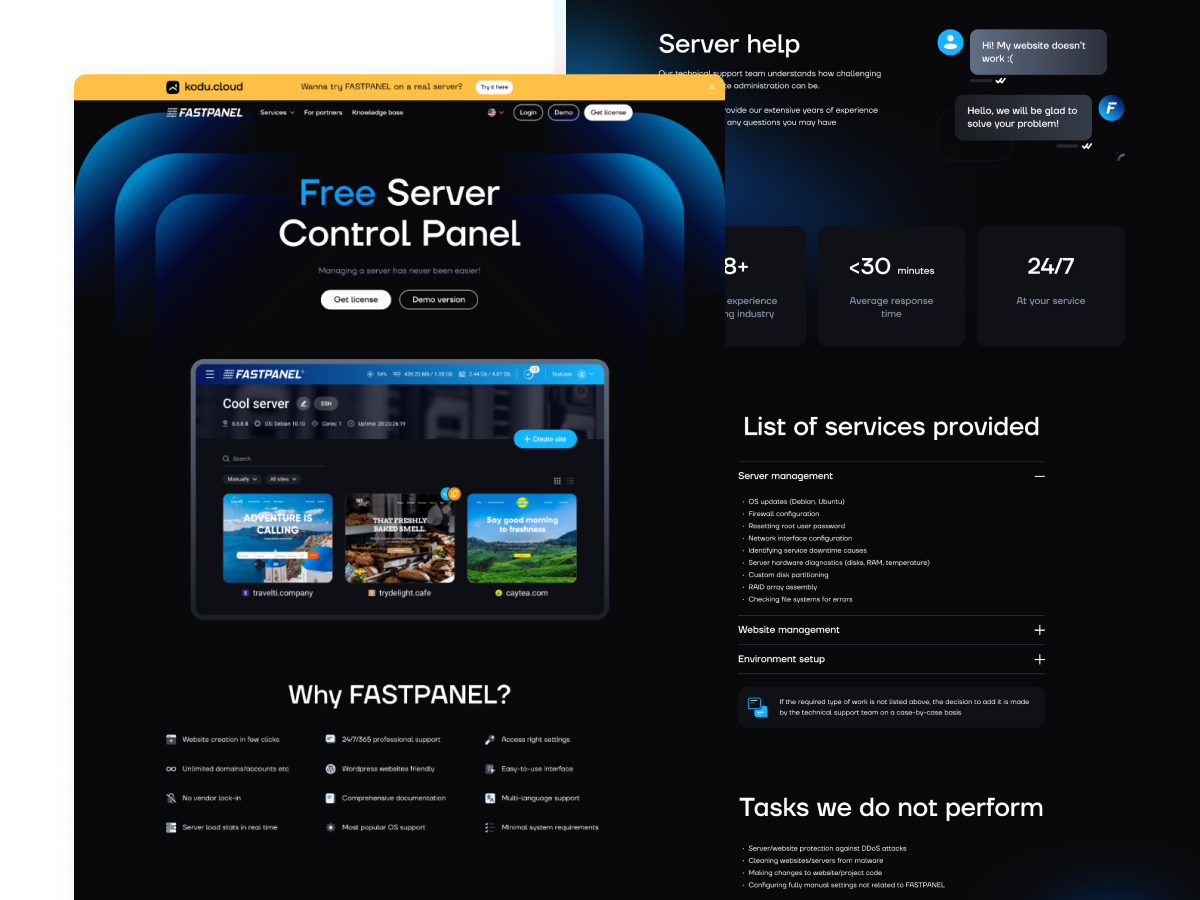 kodu.cloud
Wanna try FASTPANEL on a real server?
Try it here
FASTPANEL
Services
For partners
Knowledge base
Login
Demo
Get license
Free Server
Control Panel
Managing a server has never been easier!
Get license
Demo version
FASTPANEL
54%
439.23 Mb / 1.08 Gb
2.44 Gb / 4.87 Gb
12
fastuser
Cool server
SSH
8.8.8.8
OS: Debian 10.10
Cores: 1
Uptime: 28:20:26:19
+ Create site
Search
Manually
All sites
ADVENTURE IS
CALLING
THAT FRESHLY
BAKED SMELL.
Say good morning
to freshness
travelti.company
trydelight.cafe
caytea.com
Why FASTPANEL?
Website creation in few clicks
24/7/365 professional support
Access right settings
Unlimited domains/accounts etc
Wordpress websites friendly
Easy-to-use interface
No vendor lock-in
Comprehensive documentation
Multi-language support
Server load stats in real time
Most popular OS support
Minimal system requirements
Server help
Our technical support team understands how challenging
te administration can be.
ovide our extensive years of experience
any questions you may have
Hi! My website doesn't
work :(
Hello, we will be glad to
solve your problem!
F
8+
experience
ng industry
<30 minutes
Average response
time
24/7
At your service
List of services provided
Server management
· OS updates (Debian, Ubuntu)
· Firewall configuration
· Resetting root user password
· Network interface configuration
· Identifying service downtime causes
· Server hardware diagnostics (disks, RAM, temperature)
· Custom disk partitioning
· RAID array assembly
· Checking file systems for errors
Website management
Environment setup
If the required type of work is not listed above, the decision to add it is made
by the technical support team on a case-by-case basis
Tasks we do not perform
· Server/website protection against DDoS attacks
· Cleaning websites/servers from malware
· Making changes to website/project code
· Configuring fully manual settings not related to FASTPANEL